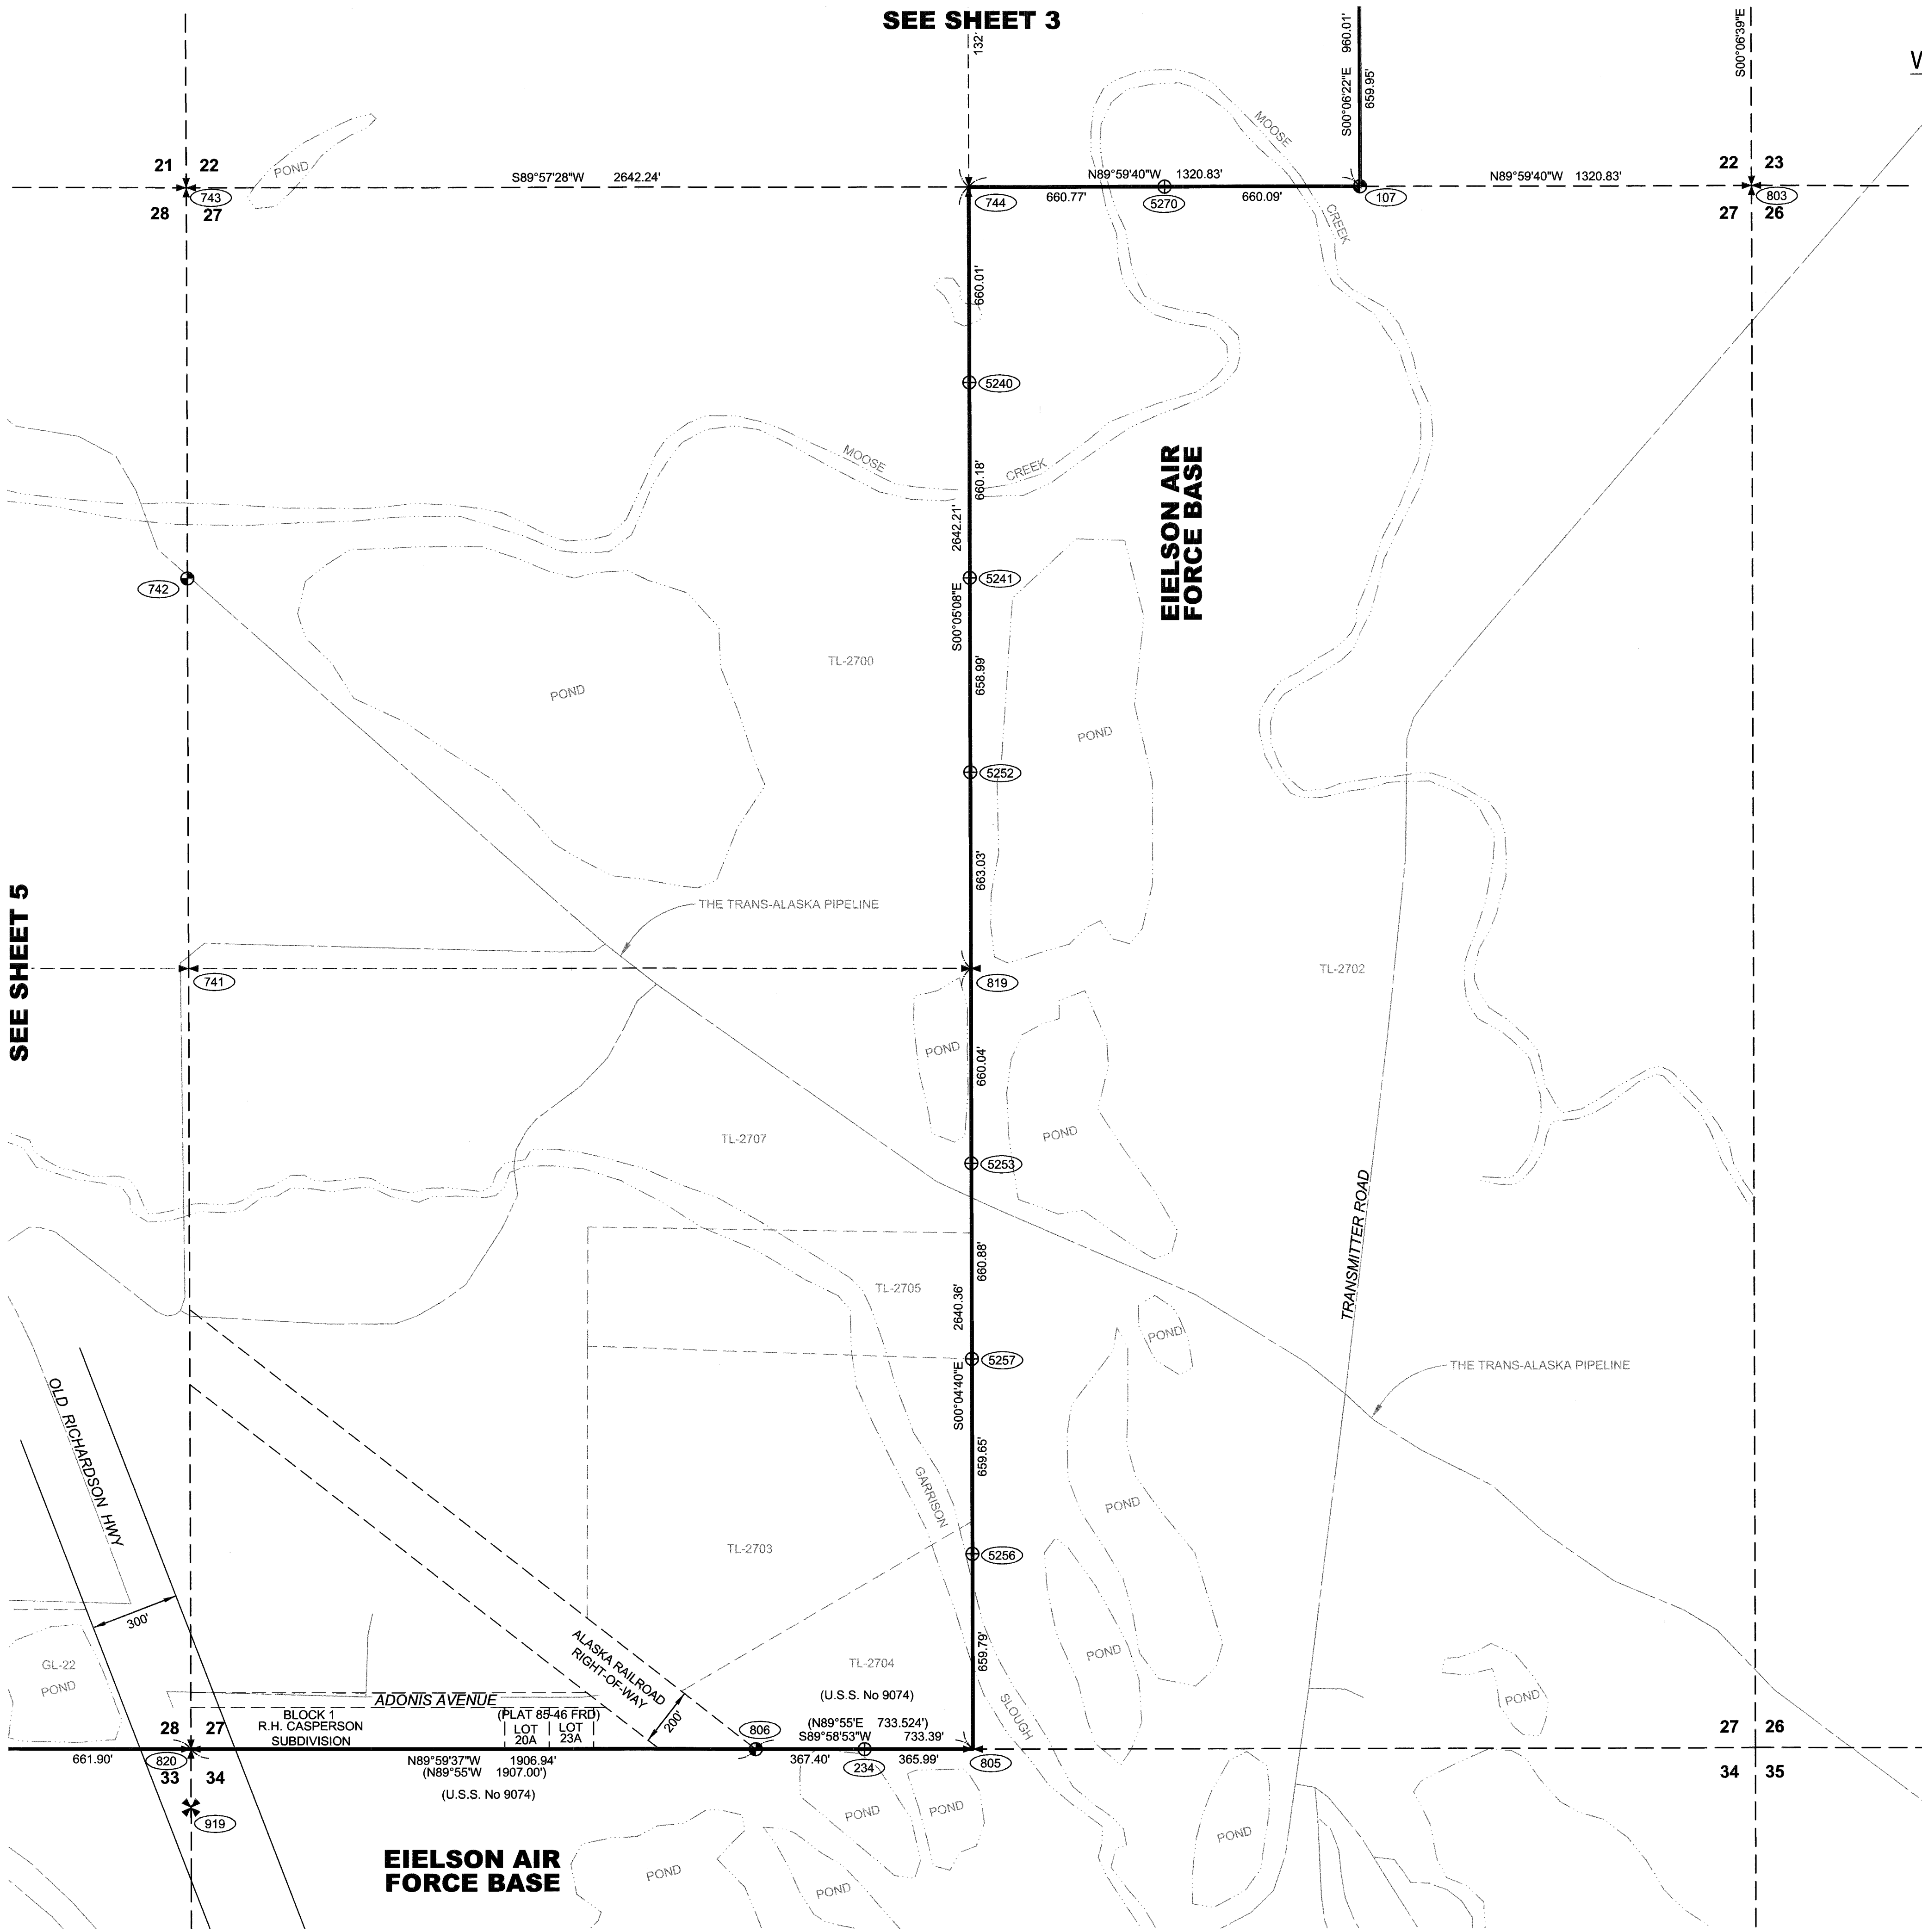 SEE SHEET 3
132
S00°06'22"E 960.01'
659.95'
S00°06'39"E
MOOSE
CREEK
POND
21 22
28 27
743
S89°57'28"W 2642.24'
744
N89°59'40"W 1320.83'
660.77'
5270
660.09'
107
N89°59'40"W 1320.83'
22 23
27 26
803
660.01'
5240
MOOSE
CREEK
660.18'
2642.21'
S00°05'08"E
EIELSON AIR
FORCE BASE
742
5241
TL-2700
POND
658.99'
POND
5252
663.03'
SEE SHEET 5
THE TRANS-ALASKA PIPELINE
741
819
TL-2702
POND
660.04'
POND
TL-2707
5253
TRANSMITTER ROAD
660.88'
TL-2705
2640.36'
S00°04'40"E
POND
5257
THE TRANS-ALASKA PIPELINE
OLD RICHARDSON HWY
659.65'
GARRISON
POND
TL-2703
5256
300'
659.79'
ALASKA RAILROAD
RIGHT-OF-WAY
200'
TL-2704
(U.S.S. No 9074)
POND
SLOUGH
POND
GL-22
POND
ADONIS AVENUE
BLOCK 1
R.H. CASPERSON
SUBDIVISION
(PLAT 85-46 FRD)
LOT
20A
LOT
23A
28 27
33 34
661.90'
820
806
(N89°55'E 733.524')
S89°58'53"W 733.39'
367.40'
234
365.99'
805
27 26
34 35
N89°59'37"W 1906.94'
(N89°55'W 1907.00')
(U.S.S. No 9074)
919
POND
POND
POND
POND
POND
EIELSON AIR
FORCE BASE